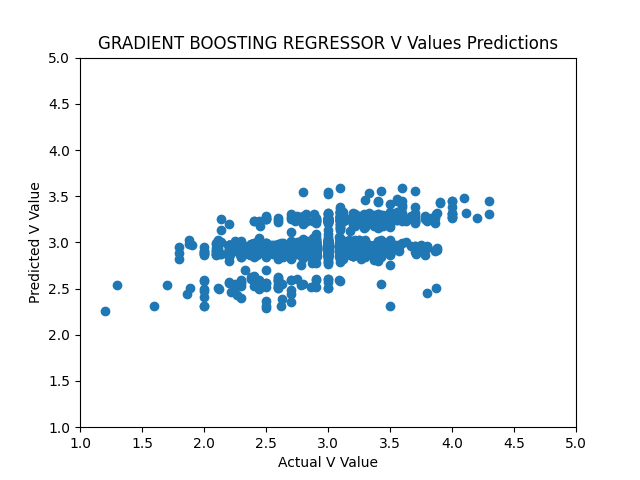 GRADIENT BOOSTING REGRESSOR V Values Predictions
5.0
4.5
4.0
3.5
3.0
2.5
2.0
1.5
1.0
Predicted V Value
1.0 1.5 2.0 2.5 3.0 3.5 4.0 4.5 5.0
Actual V Value